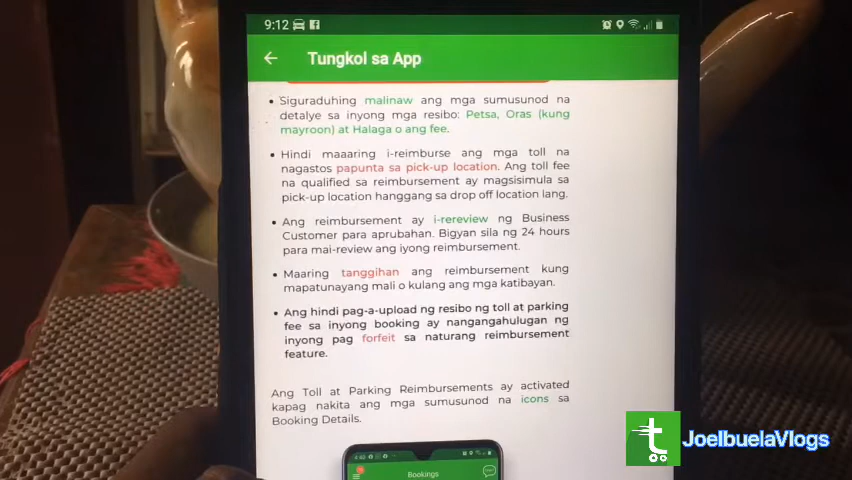 9:12
Tungkol sa App
Siguraduhing malinaw ang mga sumusunod na
detalye sa inyong mga resibo: Petsa, Oras (kung
mayroon) at Halaga o ang fee.
Hindi maaaring i-reimburse ang mga toll na
nagastos papunta sa pick-up location. Ang toll fee
na qualified sa reimbursement ay magsisimula sa
pick-up location hanggang sa drop off location lang.
Ang reimbursement ay i-rereview ng Business
Customer para aprubahan. Bigyan sila ng 24 hours
para mai-review ang iyong reimbursement.
Maaring tanggihan ang reimbursement kung
mapatunayang mali o kulang ang mga katibayan.
Ang hindi pag-a-upload ng resibo ng toll at parking
fee sa inyong booking ay nangangahulugan ng
inyong pag forfeit sa naturang reimbursement
feature.
Ang Toll at Parking Reimbursements ay activated
kapag nakita ang mga sumusunod na icons sa
Booking Details.
Bookings
JoelbuelaVlogs